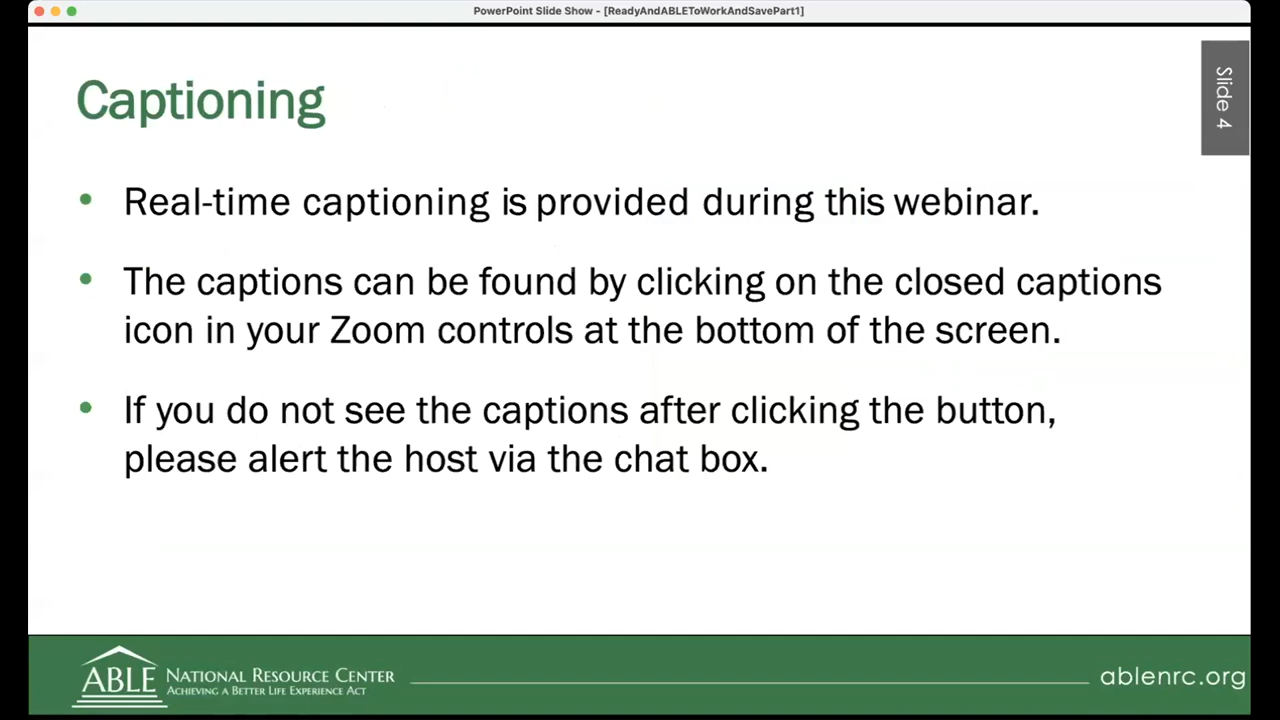 PowerPoint Slide Show - [ReadyAndABLEToWorkAndSavePart1]
Slide 4
Captioning
• Real-time captioning is provided during this webinar.
• The captions can be found by clicking on the closed captions
icon in your Zoom controls at the bottom of the screen.
• If you do not see the captions after clicking the button,
please alert the host via the chat box.
ABLE NATIONAL RESOURCE CENTER
ACHIEVING A BETTER LIFE EXPERIENCE ACT
ablenrc.org